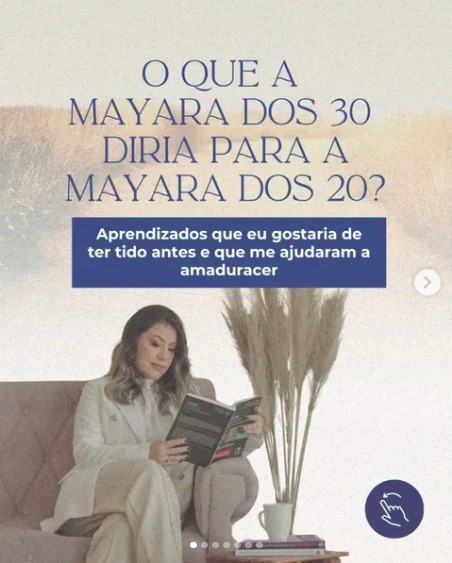 O QUE A
MAYARA DOS 30
DIRIA PARA A
MAYARA DOS 20?
Aprendizados que eu gostaria de
ter tido antes e que me ajudaram a
amaduracer